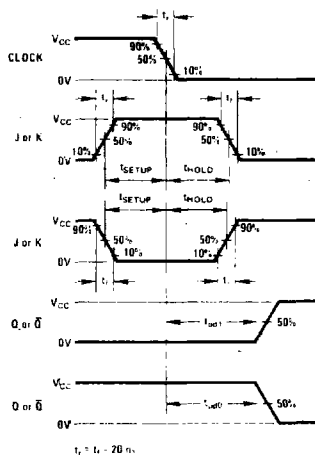 tr
VCC
90%
CLOCK
50%
10%
0V
tr
tf
VCC
90%
90%
J or K
50%
50%
10%
10%
0V
tSETUP
tHOLD
tSETUP
tHOLD
VCC
90%
90%
J or K
50%
50%
10%
10%
0V
tf
tr
VCC
Q or Q̅
tpd1
50%
0V
VCC
Q or Q̅
tpd0
50%
0V
tr = tf = 20 ns